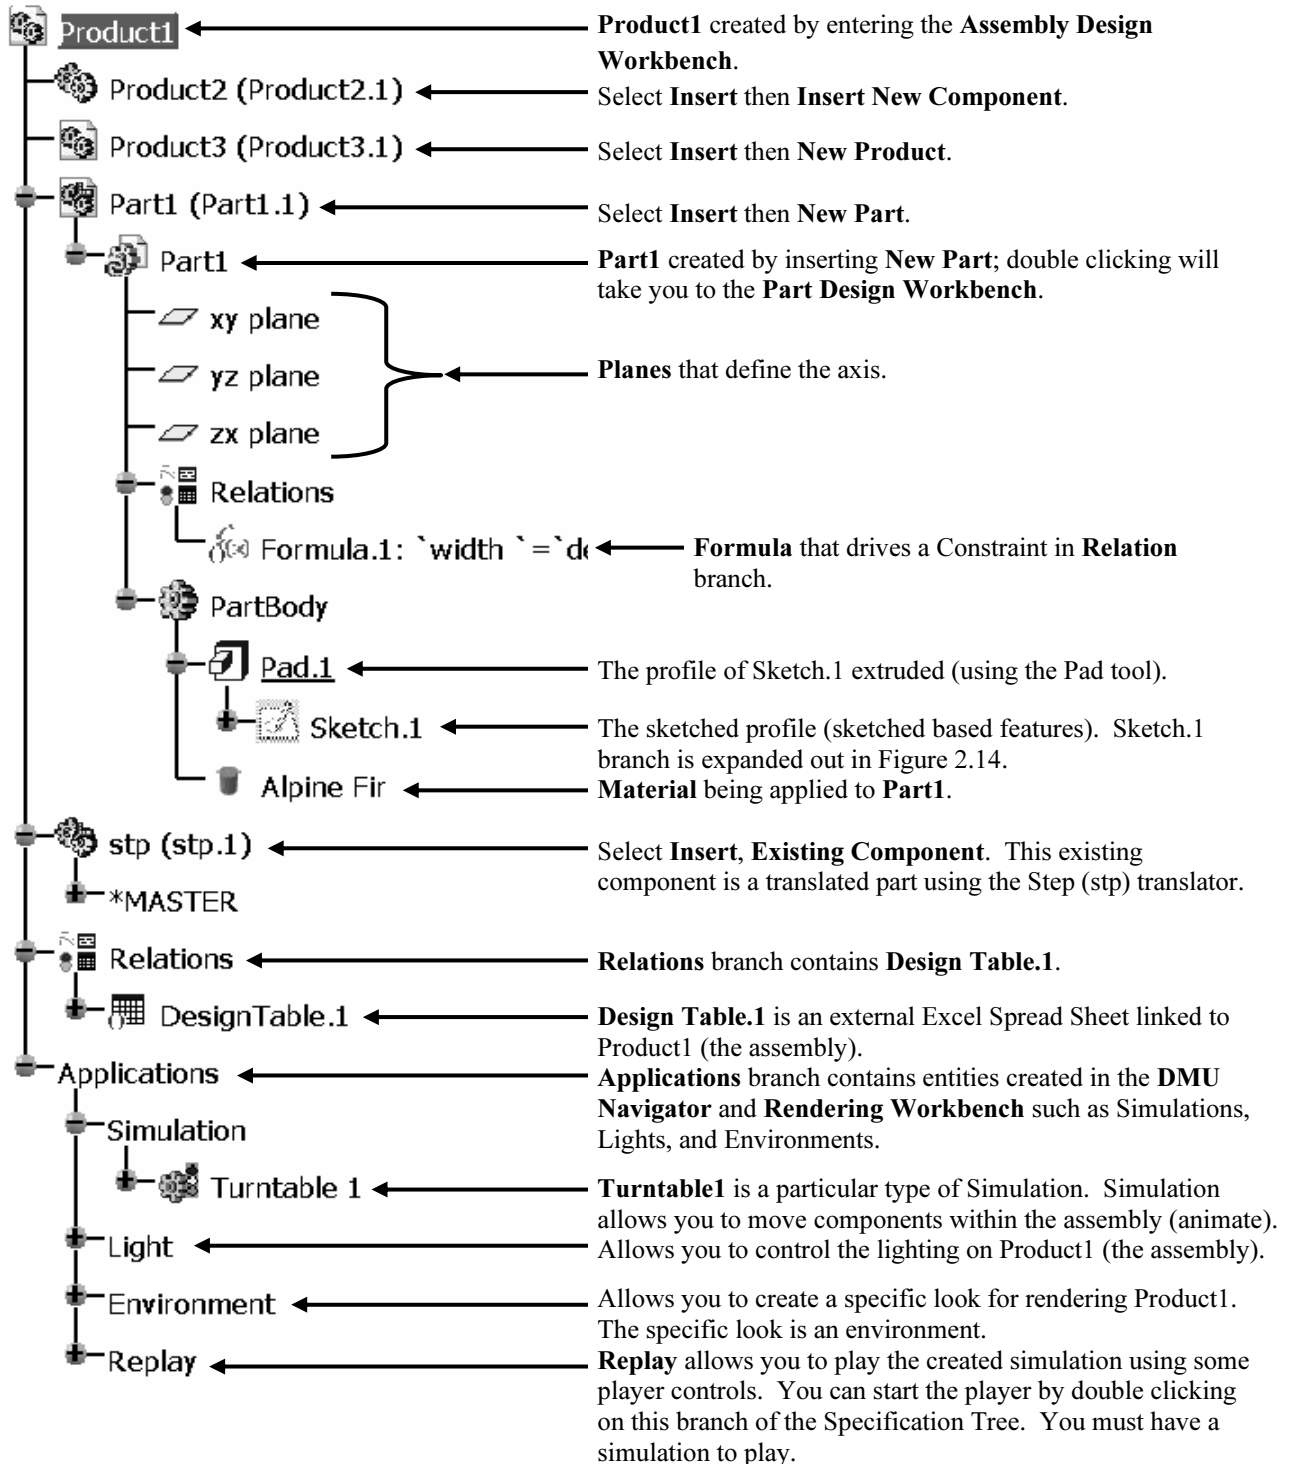 Product1
Product1 created by entering the Assembly Design
Workbench.
Product2 (Product2.1)
Select Insert then Insert New Component.
Product3 (Product3.1)
Select Insert then New Product.
Part1 (Part1.1)
Select Insert then New Part.
Part1
Part1 created by inserting New Part; double clicking will
take you to the Part Design Workbench.
xy plane
yz plane
Planes that define the axis.
zx plane
Relations
Formula.1: `width `=`de
Formula that drives a Constraint in Relation
branch.
PartBody
Pad.1
The profile of Sketch.1 extruded (using the Pad tool).
Sketch.1
The sketched profile (sketched based features). Sketch.1
branch is expanded out in Figure 2.14.
Alpine Fir
Material being applied to Part1.
stp (stp.1)
Select Insert, Existing Component. This existing
component is a translated part using the Step (stp) translator.
*MASTER
Relations
Relations branch contains Design Table.1.
DesignTable.1
Design Table.1 is an external Excel Spread Sheet linked to
Product1 (the assembly).
Applications
Applications branch contains entities created in the DMU
Navigator and Rendering Workbench such as Simulations,
Lights, and Environments.
Simulation
Turntable 1
Turntable1 is a particular type of Simulation. Simulation
allows you to move components within the assembly (animate).
Light
Allows you to control the lighting on Product1 (the assembly).
Environment
Allows you to create a specific look for rendering Product1.
The specific look is an environment.
Replay
Replay allows you to play the created simulation using some
player controls. You can start the player by double clicking
on this branch of the Specification Tree. You must have a
simulation to play.